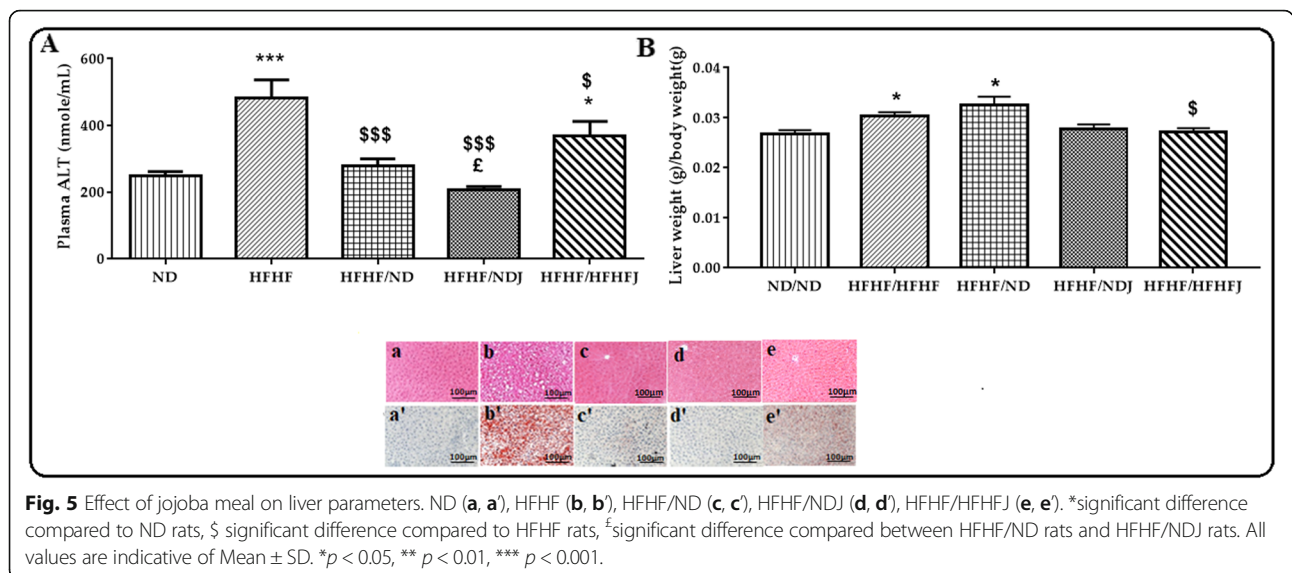 A
B
Plasma ALT (nmole/mL)
600
400
200
0
***
$$$
$$$
£
$
*
ND HFHF HFHF/ND HFHF/NDJ HFHF/HFHFJ
Liver weight (g)/body weight(g)
0.04
0.03
0.02
0.01
0.00
*
*
$
ND/ND HFHF/HFHF HFHF/ND HFHF/NDJ HFHF/HFHFJ
a b c d e
100µm 100µm 100µm 100µm 100µm
a' b' c' d' e'
100µm 100µm 100µm 100µm 100µm
Fig. 5 Effect of jojoba meal on liver parameters. ND (a, a′), HFHF (b, b′), HFHF/ND (c, c′), HFHF/NDJ (d, d′), HFHF/HFHFJ (e, e′). *significant difference
compared to ND rats, $ significant difference compared to HFHF rats, £significant difference compared between HFHF/ND rats and HFHF/NDJ rats. All
values are indicative of Mean ± SD. *p < 0.05, ** p < 0.01, *** p < 0.001.